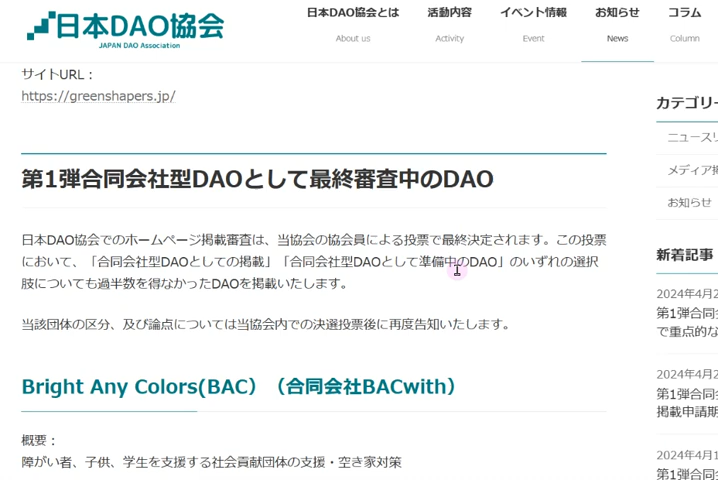 日本DAO協会
JAPAN DAO Association
日本DAO協会とは
About us
活動内容
Activity
イベント情報
Event
お知らせ
News
コラム
Column
サイトURL：
https://greenshapers.jp/
第1弾合同会社型DAOとして最終審査中のDAO
日本DAO協会でのホームページ掲載審査は、当協会の協会員による投票で最終決定されます。この投票
において、「合同会社型DAOとしての掲載」「合同会社型DAOとして準備中のDAO」のいずれの選択
肢についても過半数を得なかったDAOを掲載いたします。
当該団体の区分、及び論点については当協会内での決選投票後に再度告知いたします。
Bright Any Colors(BAC）（合同会社BACwith）
概要：
障がい者、子供、学生を支援する社会貢献団体の支援・空き家対策
カテゴリ
ニュース
メディア掲
お知らせ
新着記事
2024年4月2
第1弾合同
で重点的な
2024年4月2
第1弾合同会
掲載申請期
2024年4月1
第1弾合同